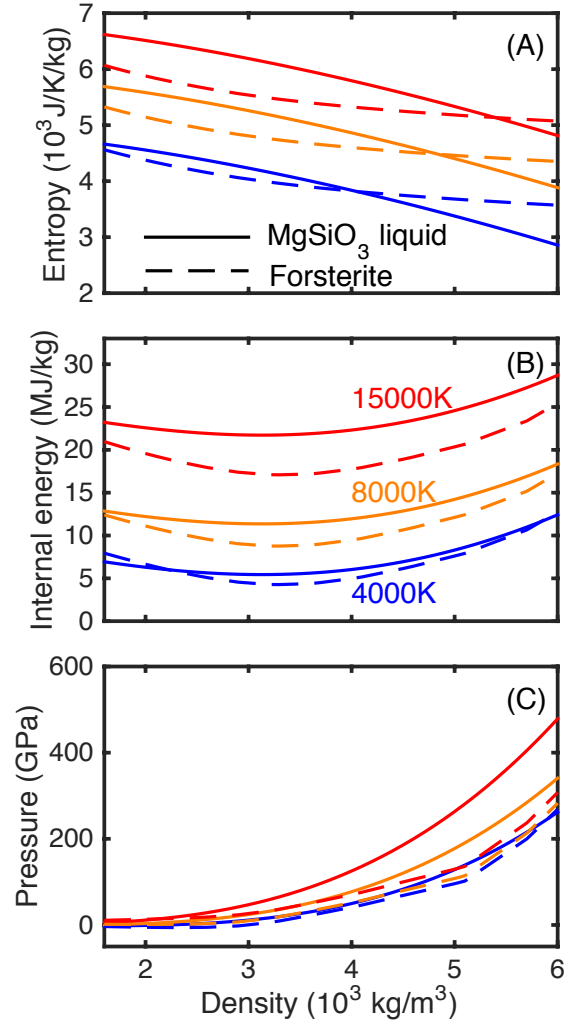 (A)
Entropy (10³J/K/kg)
7
6
5
4
3
2
MgSiO₃ liquid
Forsterite
(B)
Internal energy (MJ/kg)
30
25
20
15
10
5
0
15000K
8000K
4000K
(C)
Pressure (GPa)
600
400
200
0
2 3 4 5 6
Density (10³ kg/m³)